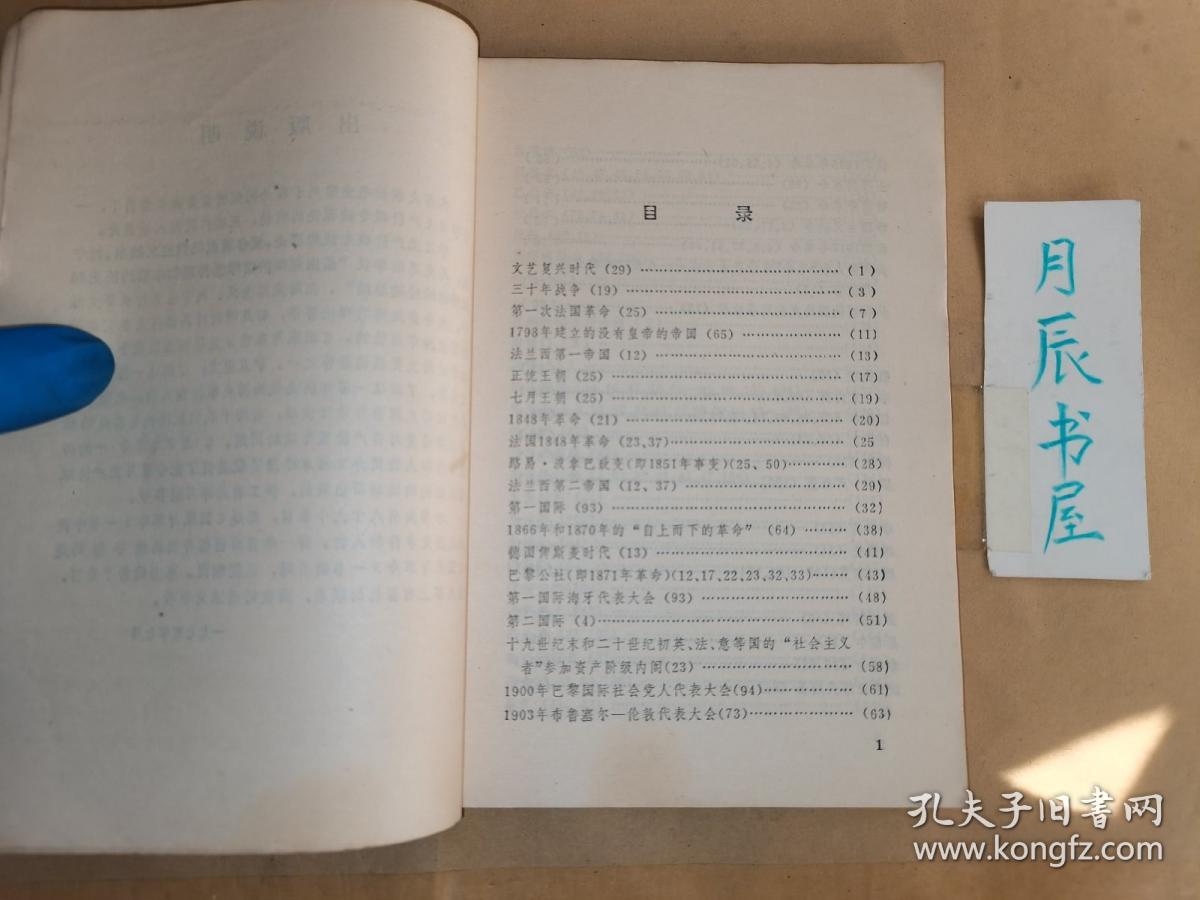 目 录
文艺复兴时代 (29) …………………………… (1)
三十年战争 (19) …………………………… (3)
第一次法国革命 (25) …………………………… (7)
1793年建立的没有皇帝的帝国 (65) ………………… (11)
法兰西第一帝国 (12) …………………………… (13)
正统王朝 (25) …………………………… (17)
七月王朝 (25) …………………………… (19)
1848年革命 (21) …………………………… (20)
法国1848年革命 (23、37) ………………………… (25
路易·波拿巴政变(即1851年事变)(25、50) ………… (28)
法兰西第二帝国 (12、37) ………………………… (29)
第一国际 (93) …………………………… (32)
1866年和1870年的“自上而下的革命” (64) ……… (38)
德国俾斯麦时代 (13) …………………………… (41)
巴黎公社(即1871年革命)(12、17、22、23、32、33) …… (43)
第一国际海牙代表大会 (93) ……………………… (48)
第二国际 (4) …………………………… (51)
十九世纪末和二十世纪初英、法、意等国的“社会主义
者”参加资产阶级内阁(23) …………………… (58)
1900年巴黎国际社会党人代表大会(94) …………… (61)
1903年布鲁塞尔—伦敦代表大会(73) …………… (63)
1
月辰书屋
孔夫子旧书网
www.kongfz.com